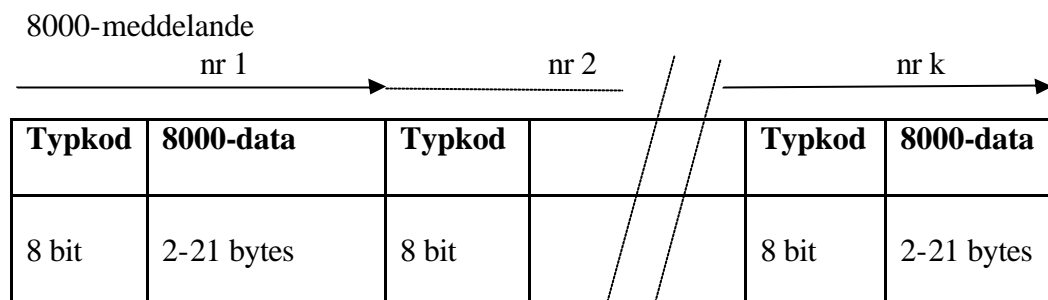 8000-meddelande
nr 1 nr 2 nr k
Typkod 8000-data Typkod Typkod 8000-data
8 bit 2-21 bytes 8 bit 8 bit 2-21 bytes